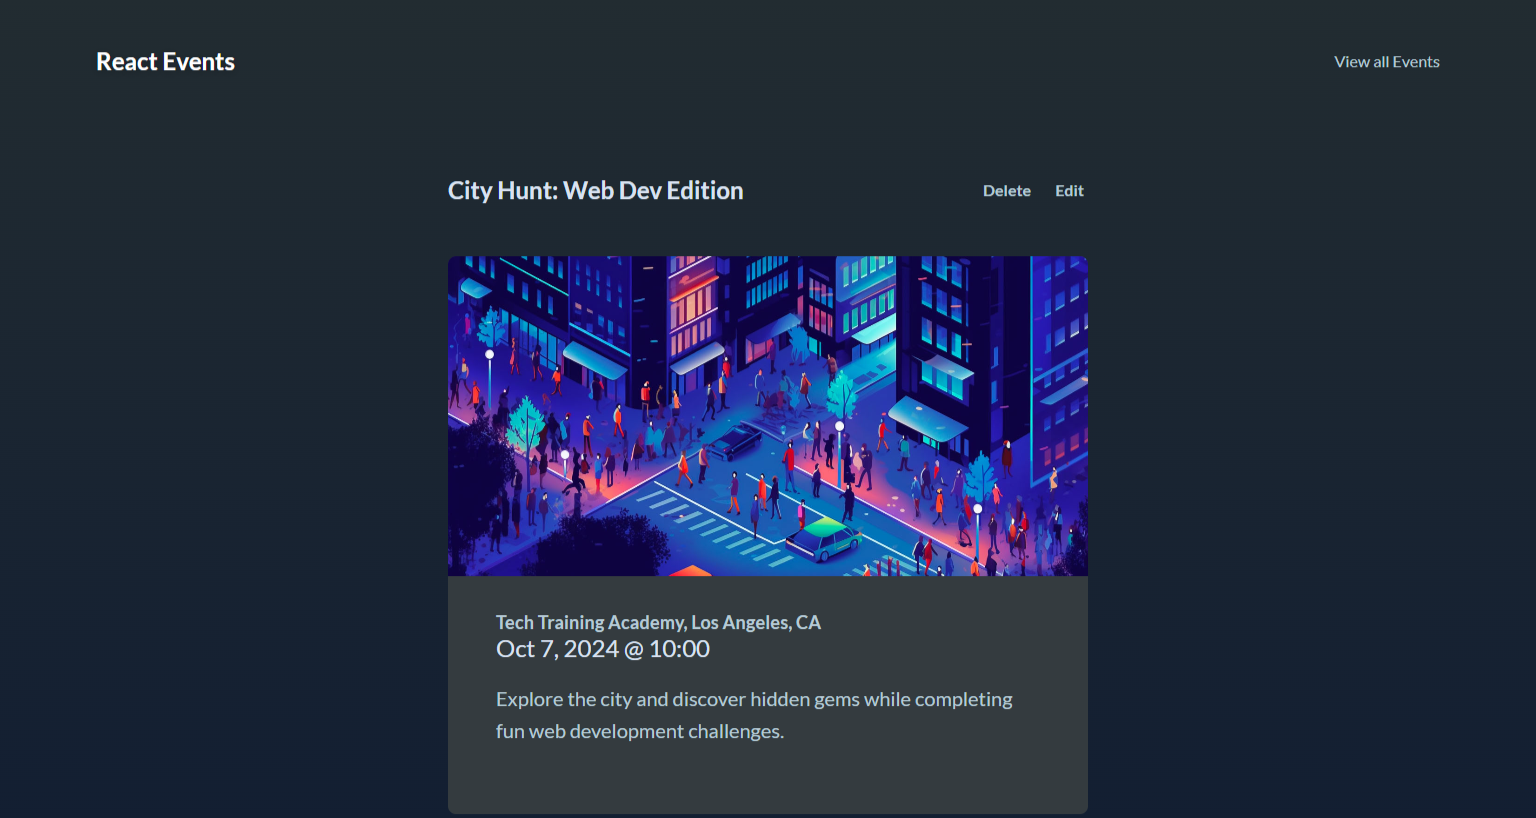 React Events
View all Events
City Hunt: Web Dev Edition
Delete
Edit
Tech Training Academy, Los Angeles, CA
Oct 7, 2024 @ 10:00
Explore the city and discover hidden gems while completing
fun web development challenges.